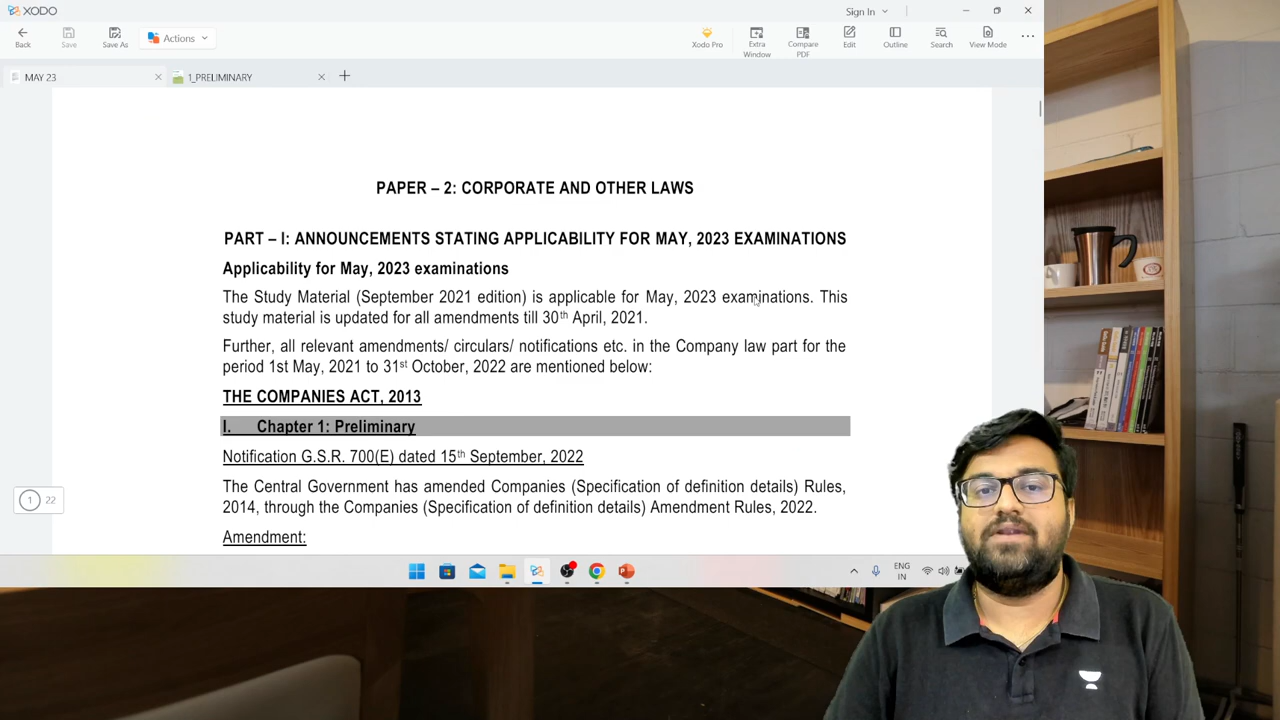 XODO
Sign In
Back
Save
Save As
Actions
Xodo Pro
Extra Window
Compare PDF
Edit
Outline
Search
View Mode
MAY 23
1_PRELIMINARY
PAPER – 2: CORPORATE AND OTHER LAWS
PART – I: ANNOUNCEMENTS STATING APPLICABILITY FOR MAY, 2023 EXAMINATIONS
Applicability for May, 2023 examinations
The Study Material (September 2021 edition) is applicable for May, 2023 examinations. This
study material is updated for all amendments till 30th April, 2021.
Further, all relevant amendments/ circulars/ notifications etc. in the Company law part for the
period 1st May, 2021 to 31st October, 2022 are mentioned below:
THE COMPANIES ACT, 2013
I. Chapter 1: Preliminary
Notification G.S.R. 700(E) dated 15th September, 2022
1 22
The Central Government has amended Companies (Specification of definition details) Rules,
2014, through the Companies (Specification of definition details) Amendment Rules, 2022.
Amendment:
ENG
IN